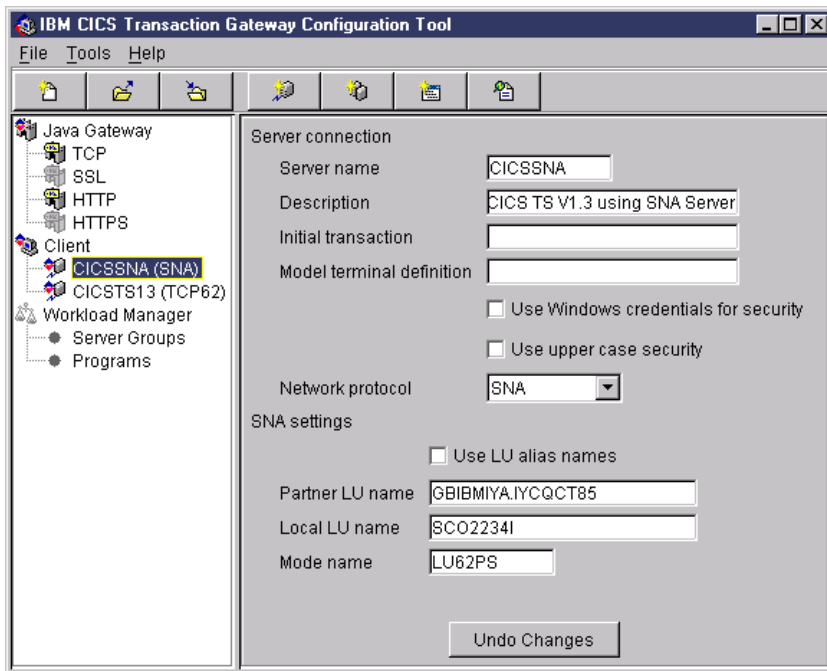 IBM CICS Transaction Gateway Configuration Tool
File Tools Help
Java Gateway
TCP
SSL
HTTP
HTTPS
Client
CICSSNA (SNA)
CICSTS13 (TCP62)
Workload Manager
Server Groups
Programs
Server connection
Server name CICSSNA
Description CICS TS V1.3 using SNA Server
Initial transaction
Model terminal definition
Use Windows credentials for security
Use upper case security
Network protocol SNA
SNA settings
Use LU alias names
Partner LU name GBIBMIYA.IYCQCT85
Local LU name SCO2234I
Mode name LU62PS
Undo Changes